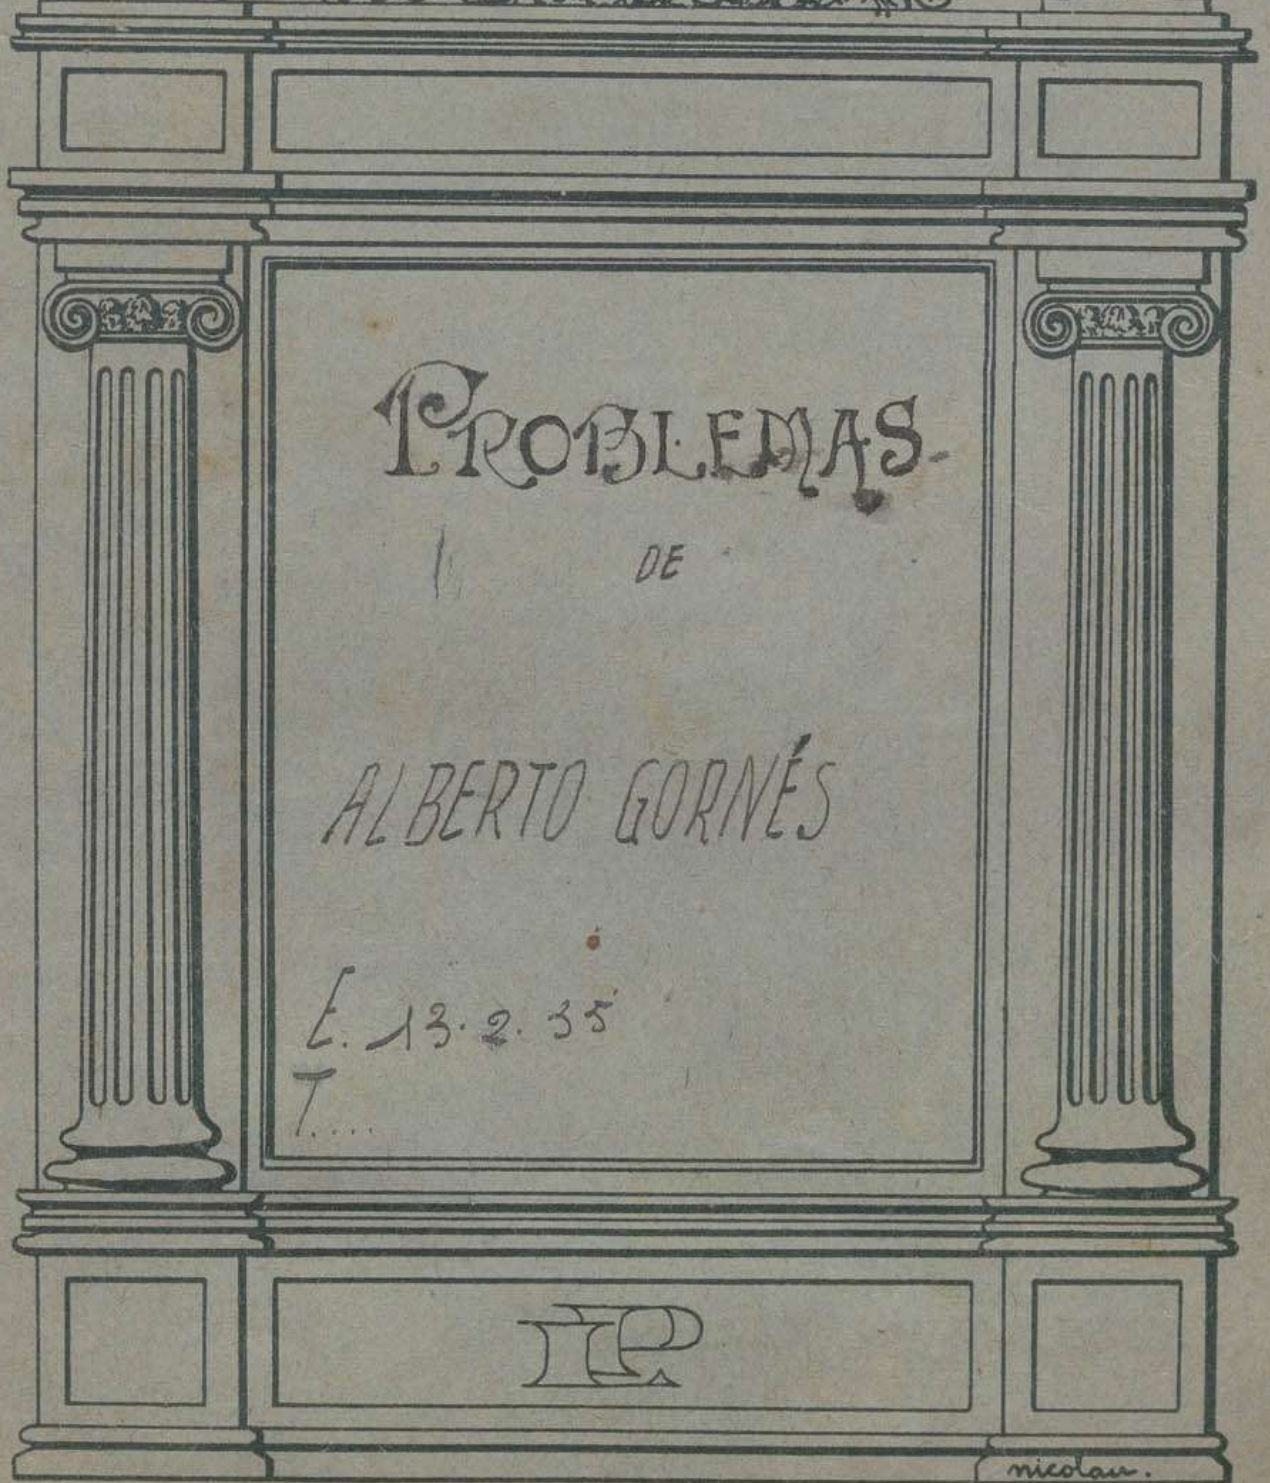 PROBLEMAS
DE
ALBERTO GORNÉS
E. 13. 2. 35
T.....
nicolau.